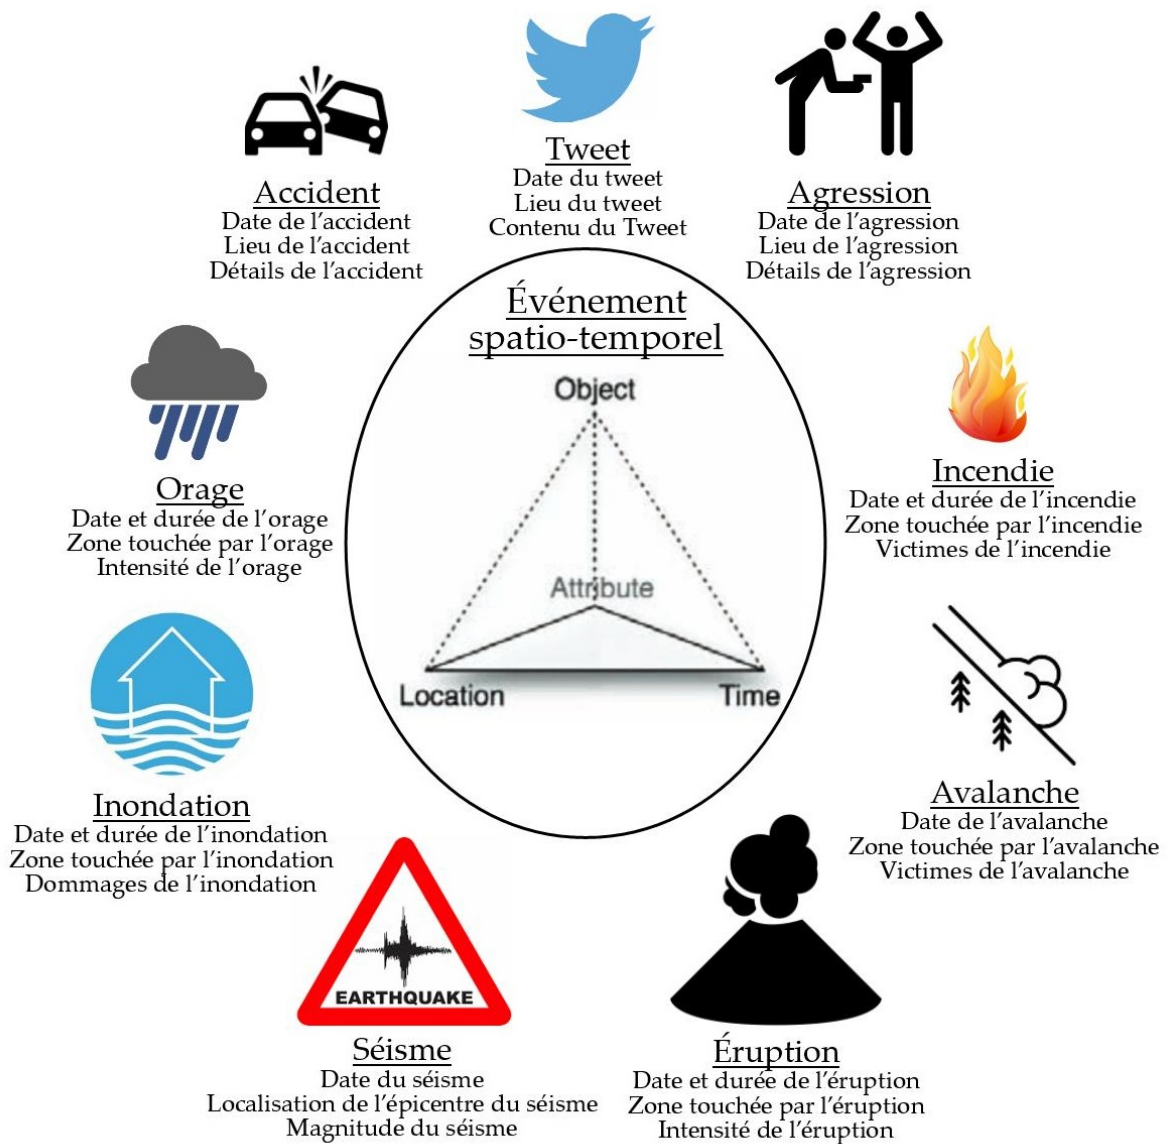 Tweet
Date du tweet
Lieu du tweet
Contenu du Tweet
Accident
Date de l'accident
Lieu de l'accident
Détails de l'accident
Agression
Date de l'agression
Lieu de l'agression
Détails de l'agression
Événement
spatio-temporel
Object
Attribute
Location
Time
Orage
Date et durée de l'orage
Zone touchée par l'orage
Intensité de l'orage
Incendie
Date et durée de l'incendie
Zone touchée par l'incendie
Victimes de l'incendie
Inondation
Date et durée de l'inondation
Zone touchée par l'inondation
Dommages de l'inondation
Avalanche
Date de l'avalanche
Zone touchée par l'avalanche
Victimes de l'avalanche
EARTHQUAKE
Séisme
Date du séisme
Localisation de l'épicentre du séisme
Magnitude du séisme
Éruption
Date et durée de l'éruption
Zone touchée par l'éruption
Intensité de l'éruption